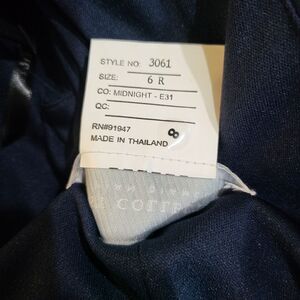 STYLE NO: 3061
SIZE: 6 R
CO: MIDNIGHT - E31
QC:
RN#91947
8
MADE IN THAILAND